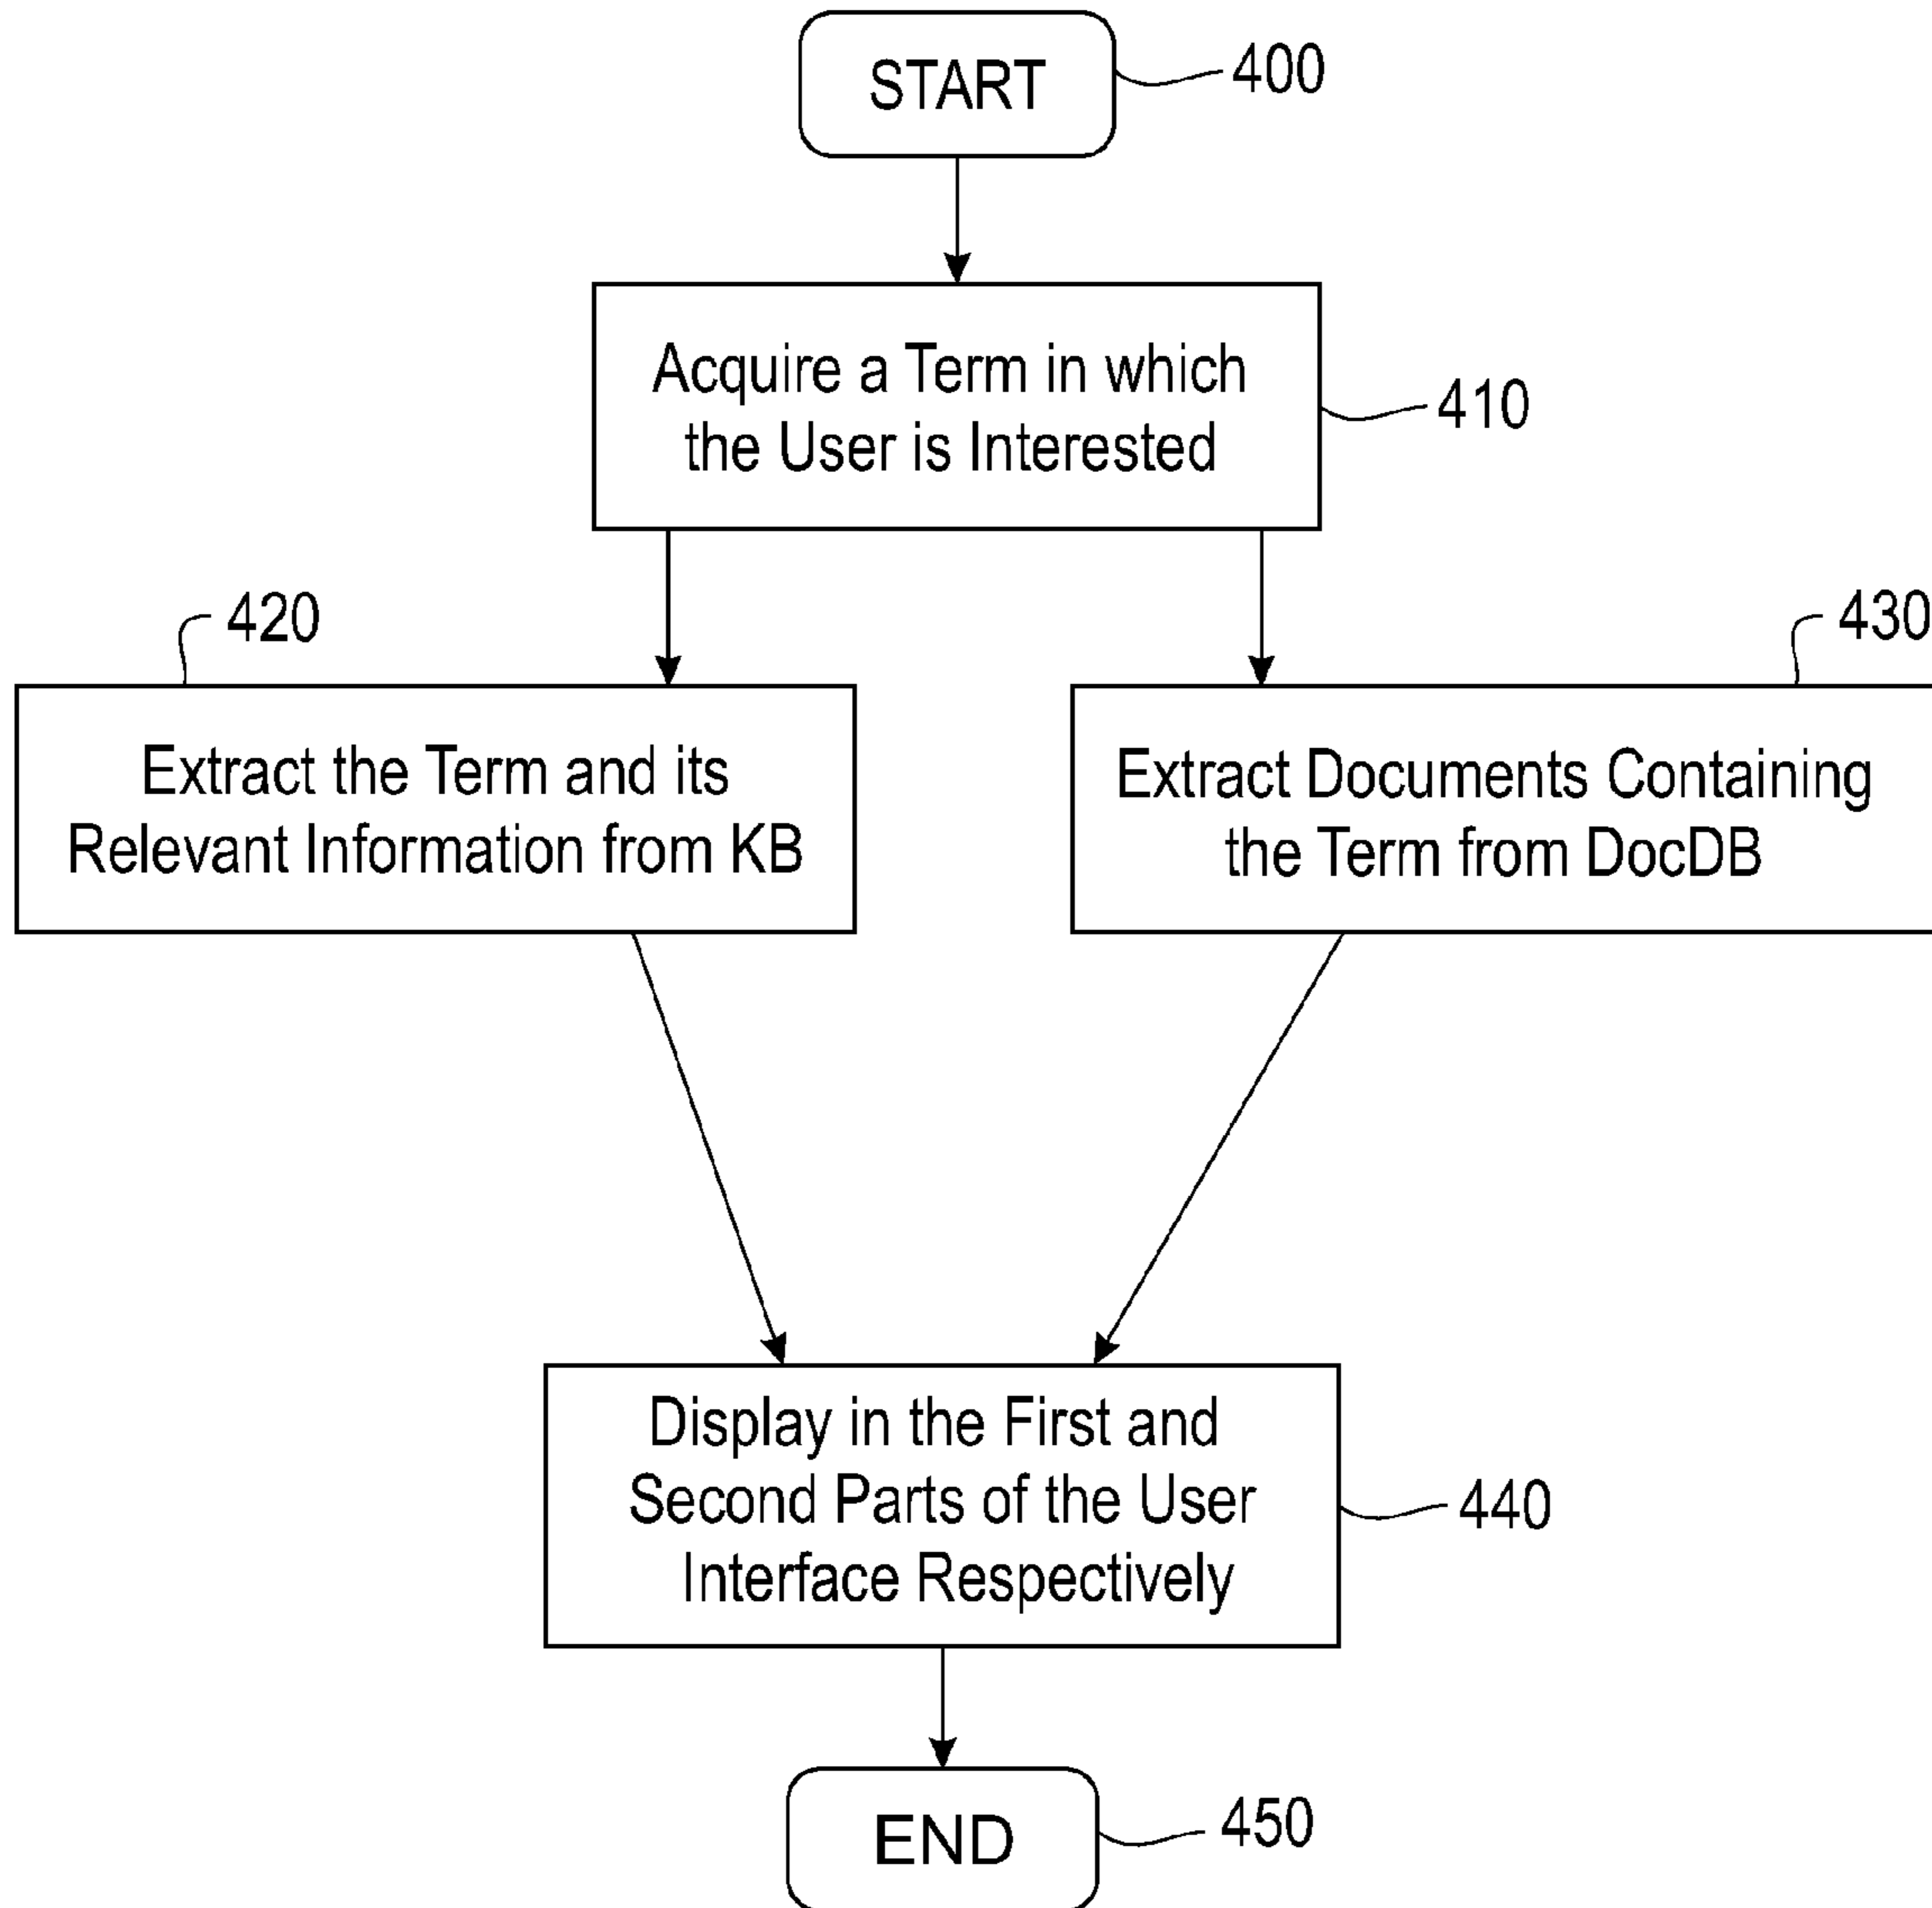 START
400
Acquire a Term in which
the User is Interested
410
420
430
Extract the Term and its
Relevant Information from KB
Extract Documents Containing
the Term from DocDB
Display in the First and
Second Parts of the User
Interface Respectively
440
END
450